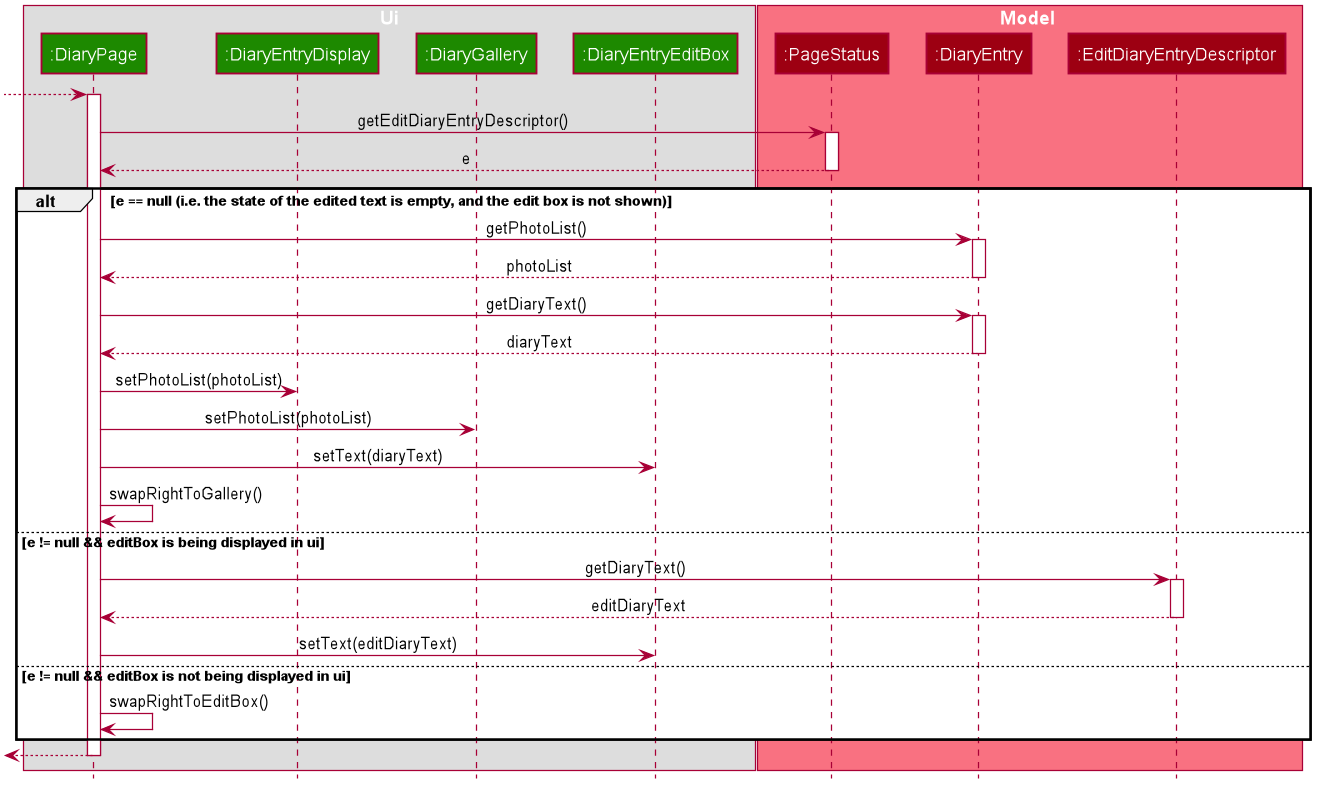 Ui
Model
:DiaryPage
:DiaryEntryDisplay
:DiaryGallery
:DiaryEntryEditBox
:PageStatus
:DiaryEntry
:EditDiaryEntryDescriptor
getEditDiaryEntryDescriptor()
e
alt
[e == null (i.e. the state of the edited text is empty, and the edit box is not shown)]
getPhotoList()
photoList
getDiaryText()
diaryText
setPhotoList(photoList)
setPhotoList(photoList)
setText(diaryText)
swapRightToGallery()
[e != null && editBox is being displayed in ui]
getDiaryText()
editDiaryText
setText(editDiaryText)
[e != null && editBox is not being displayed in ui]
swapRightToEditBox()